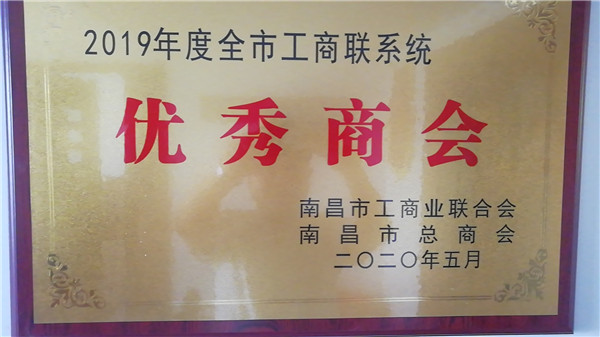 2019年度全市工商联系统
优秀商会
南昌市工商业联合会
南昌市总商会
二〇二〇年五月